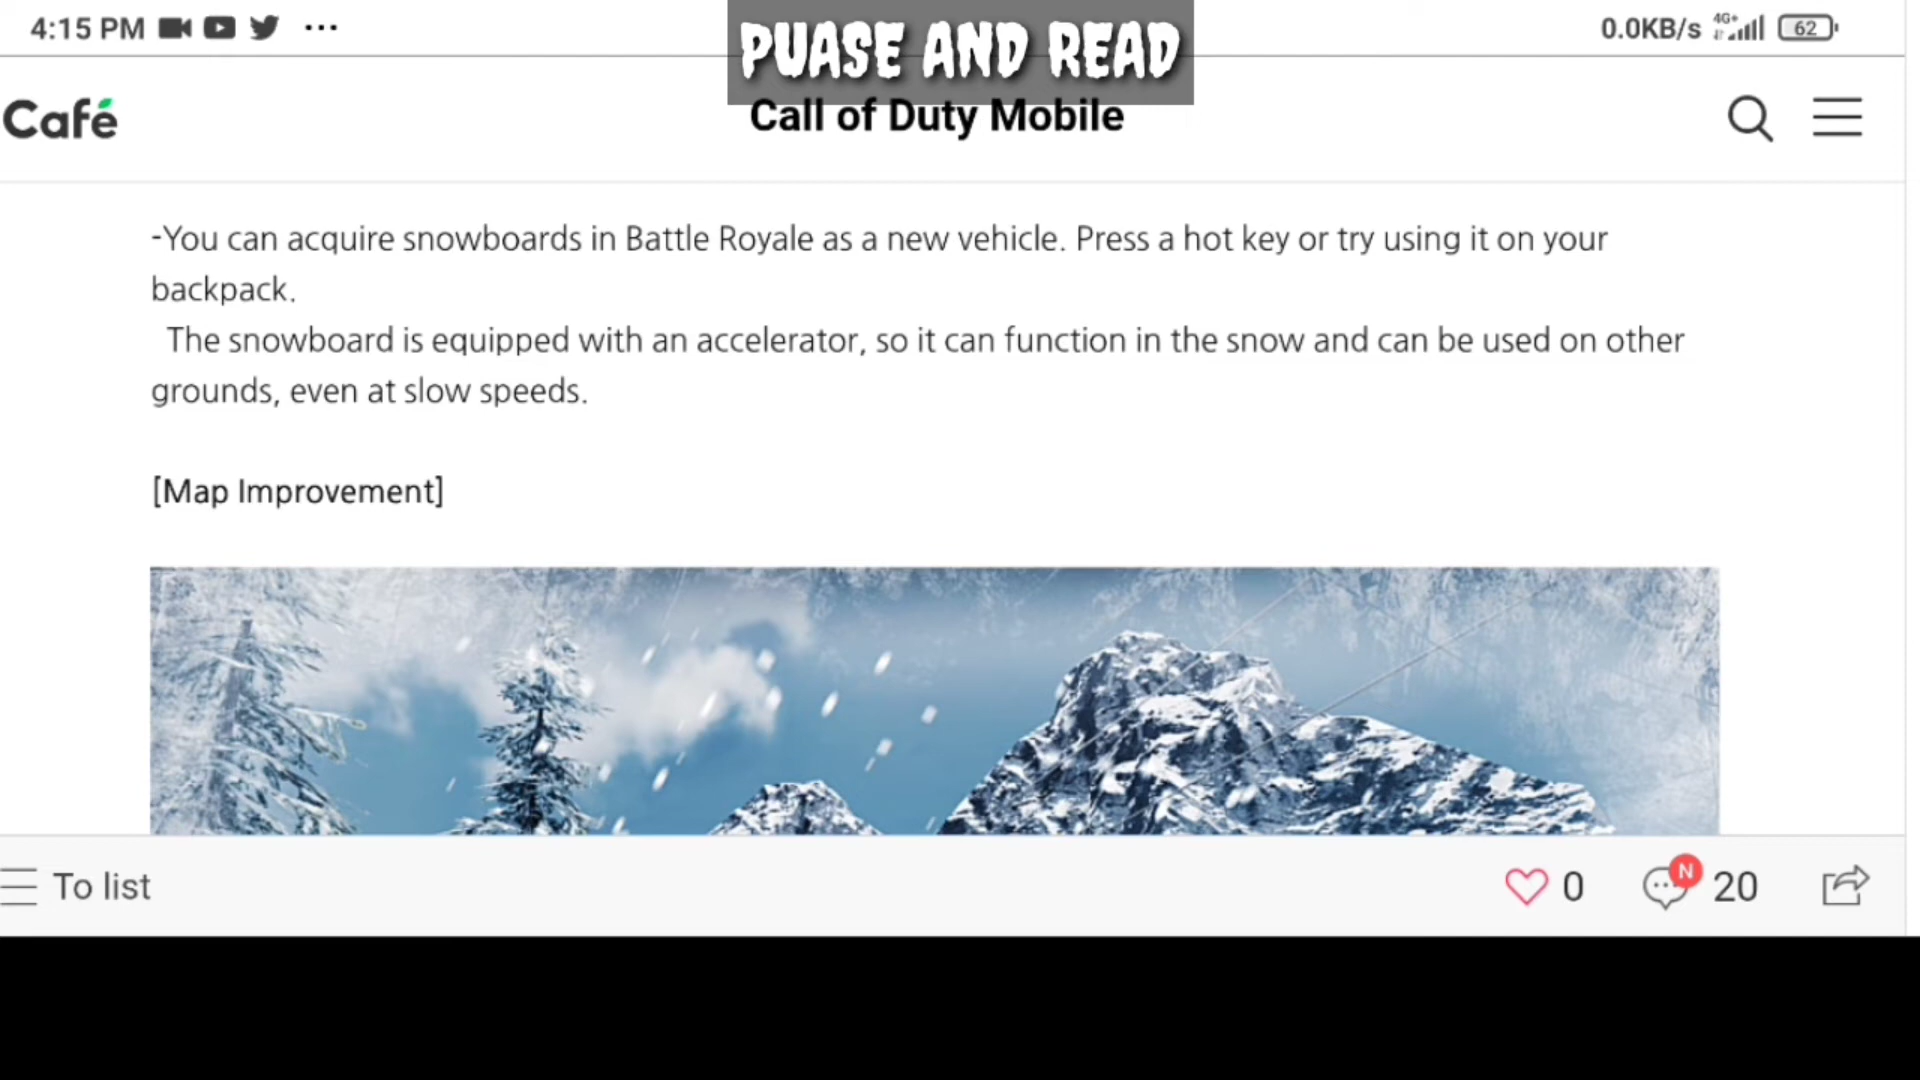 4:15 PM
0.0KB/s 4G+ 62
PUASE AND READ
Café
Call of Duty Mobile
-You can acquire snowboards in Battle Royale as a new vehicle. Press a hot key or try using it on your
backpack.
The snowboard is equipped with an accelerator, so it can function in the snow and can be used on other
grounds, even at slow speeds.
[Map Improvement]
To list
0
N
20